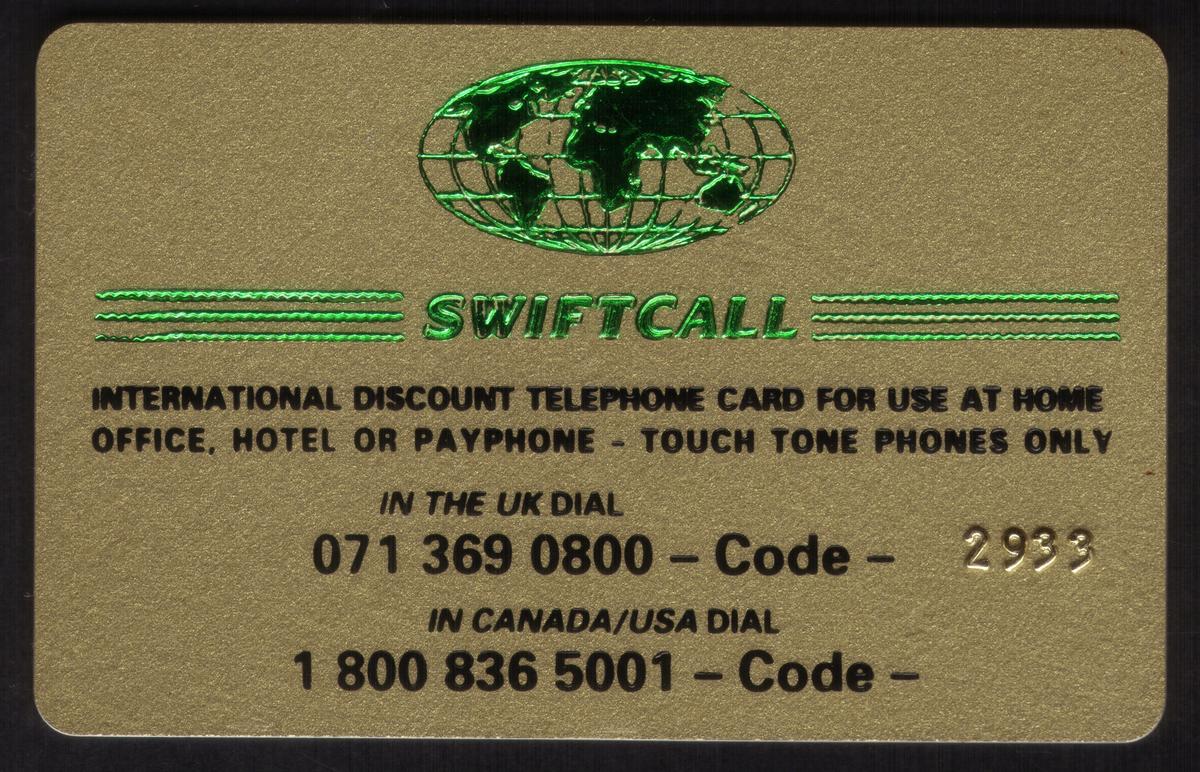 SWIFTCALL
INTERNATIONAL DISCOUNT TELEPHONE CARD FOR USE AT HOME
OFFICE, HOTEL OR PAYPHONE - TOUCH TONE PHONES ONLY
IN THE UK DIAL
071 369 0800 – Code – 2933
IN CANADA/USA DIAL
1 800 836 5001 – Code –